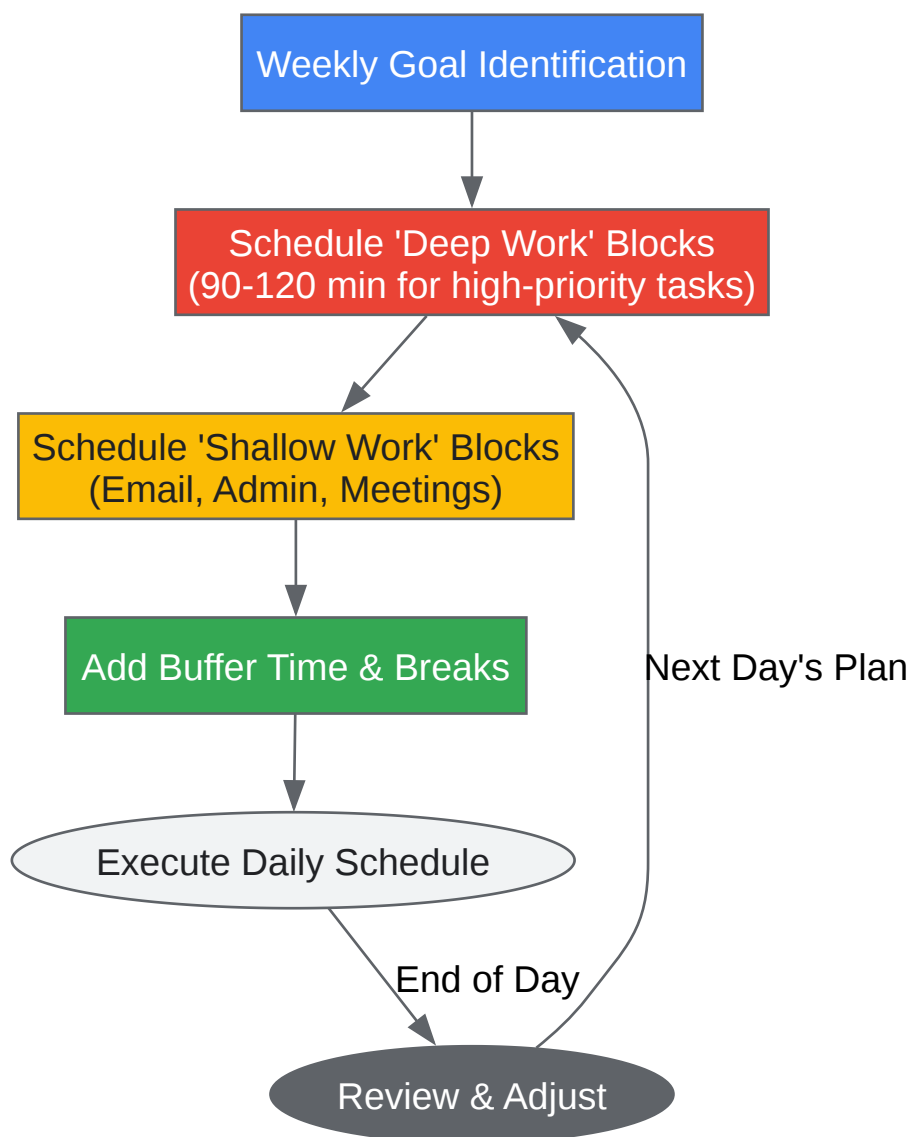 Weekly Goal Identification
Schedule 'Deep Work' Blocks
(90-120 min for high-priority tasks)
Schedule 'Shallow Work' Blocks
(Email, Admin, Meetings)
Add Buffer Time & Breaks
Next Day's Plan
Execute Daily Schedule
End of Day
Review & Adjust